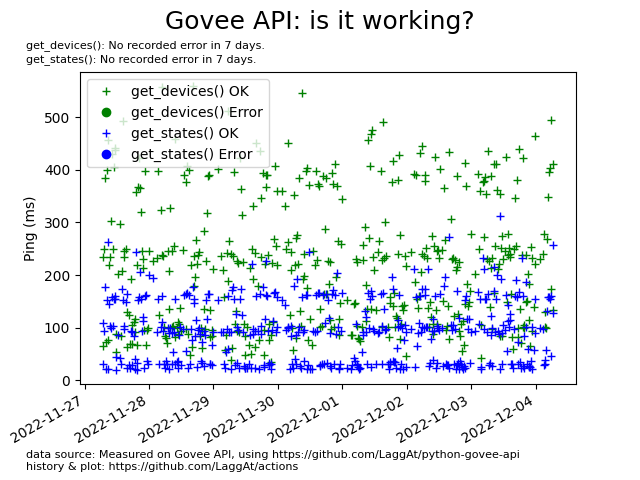 Govee API: is it working?
get_devices(): No recorded error in 7 days.
get_states(): No recorded error in 7 days.
get_devices() OK
get_devices() Error
get_states() OK
get_states() Error
Ping (ms)
500
400
300
200
100
0
2022-11-27
2022-11-28
2022-11-29
2022-11-30
2022-12-01
2022-12-02
2022-12-03
2022-12-04
data source: Measured on Govee API, using https://github.com/LaggAt/python-govee-api
history & plot: https://github.com/LaggAt/actions